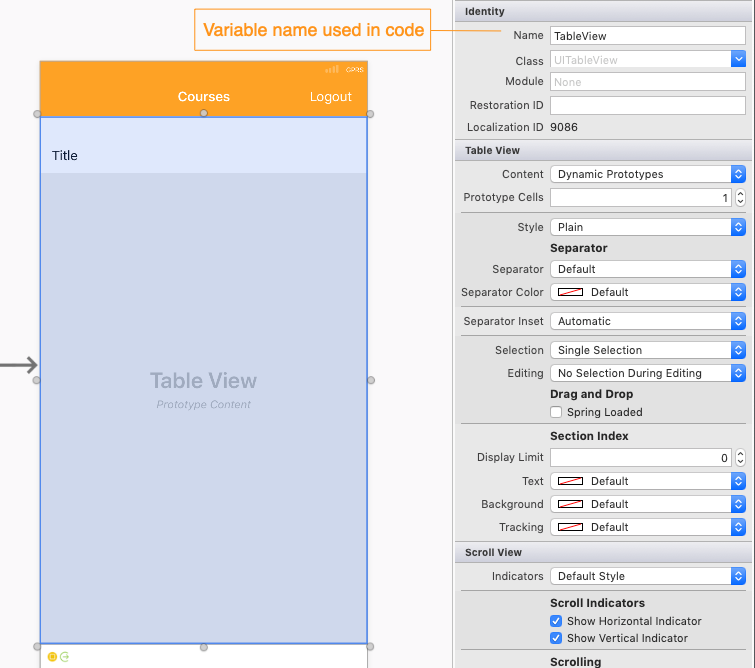 Variable name used in code
GPRS
Courses
Logout
Title
Table View
Prototype Content
Identity
Name TableView
Class UITableView
Module None
Restoration ID
Localization ID 9086
Table View
Content Dynamic Prototypes
Prototype Cells 1
Style Plain
Separator
Separator Default
Separator Color Default
Separator Inset Automatic
Selection Single Selection
Editing No Selection During Editing
Drag and Drop
Spring Loaded
Section Index
Display Limit 0
Text Default
Background Default
Tracking Default
Scroll View
Indicators Default Style
Scroll Indicators
Show Horizontal Indicator
Show Vertical Indicator
Scrolling